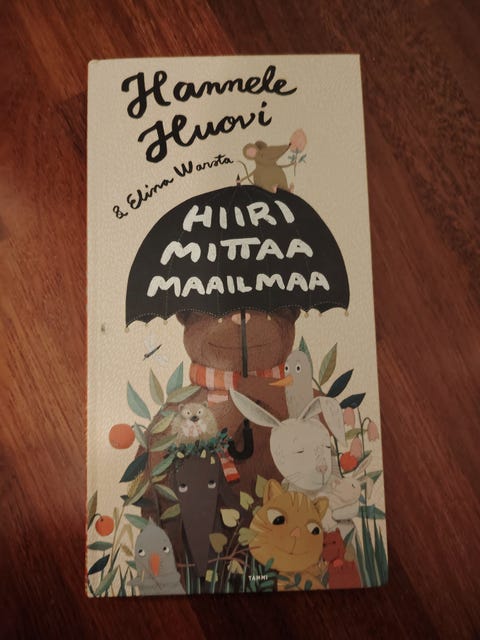 Hannele
Huovi
& Elina Warsta
HIIRI
MITTAA
MAAILMAA
TAMMI